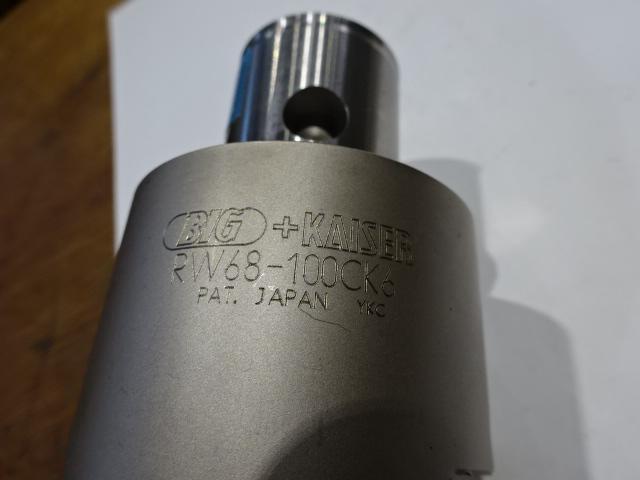 BIG +KAISER
RW68-100CK6
PAT. JAPAN YKC